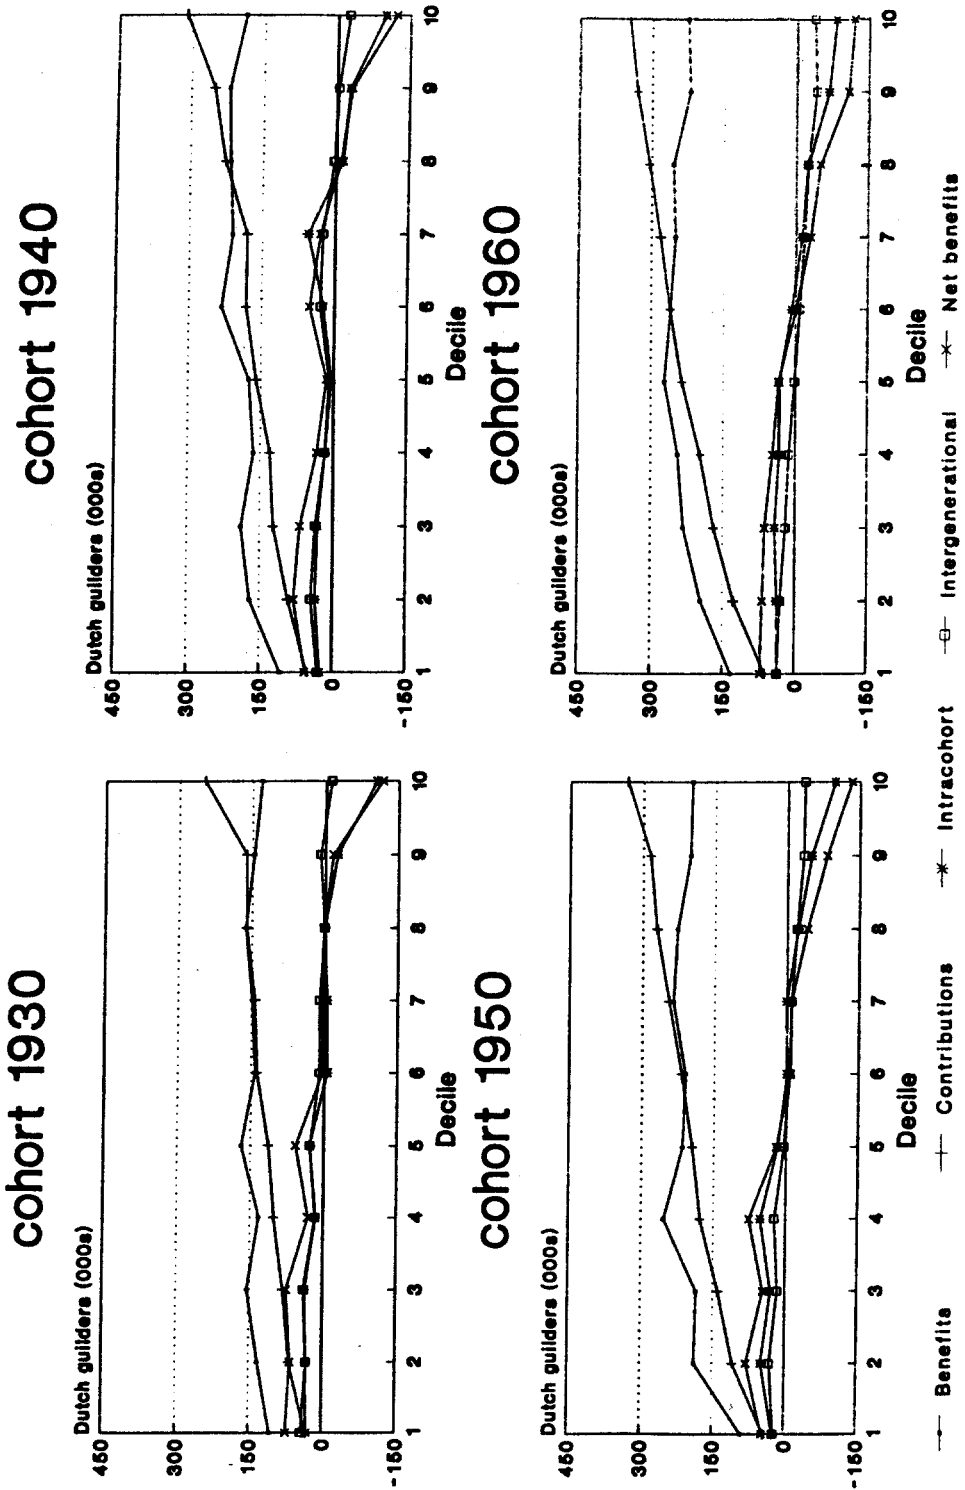 cohort 1930
Dutch guilders (000s)
450
300
150
0
-150
1 2 3 4 5 6 7 8 9 10
Decile
cohort 1940
Dutch guilders (000s)
450
300
150
0
-150
1 2 3 4 5 6 7 8 9 10
Decile
cohort 1950
Dutch guilders (000s)
450
300
150
0
-150
1 2 3 4 5 6 7 8 9 10
Decile
cohort 1960
Dutch guilders (000s)
450
300
150
0
-150
1 2 3 4 5 6 7 8 9 10
Decile
Benefits Contributions Intracohort Intergenerational Net benefits